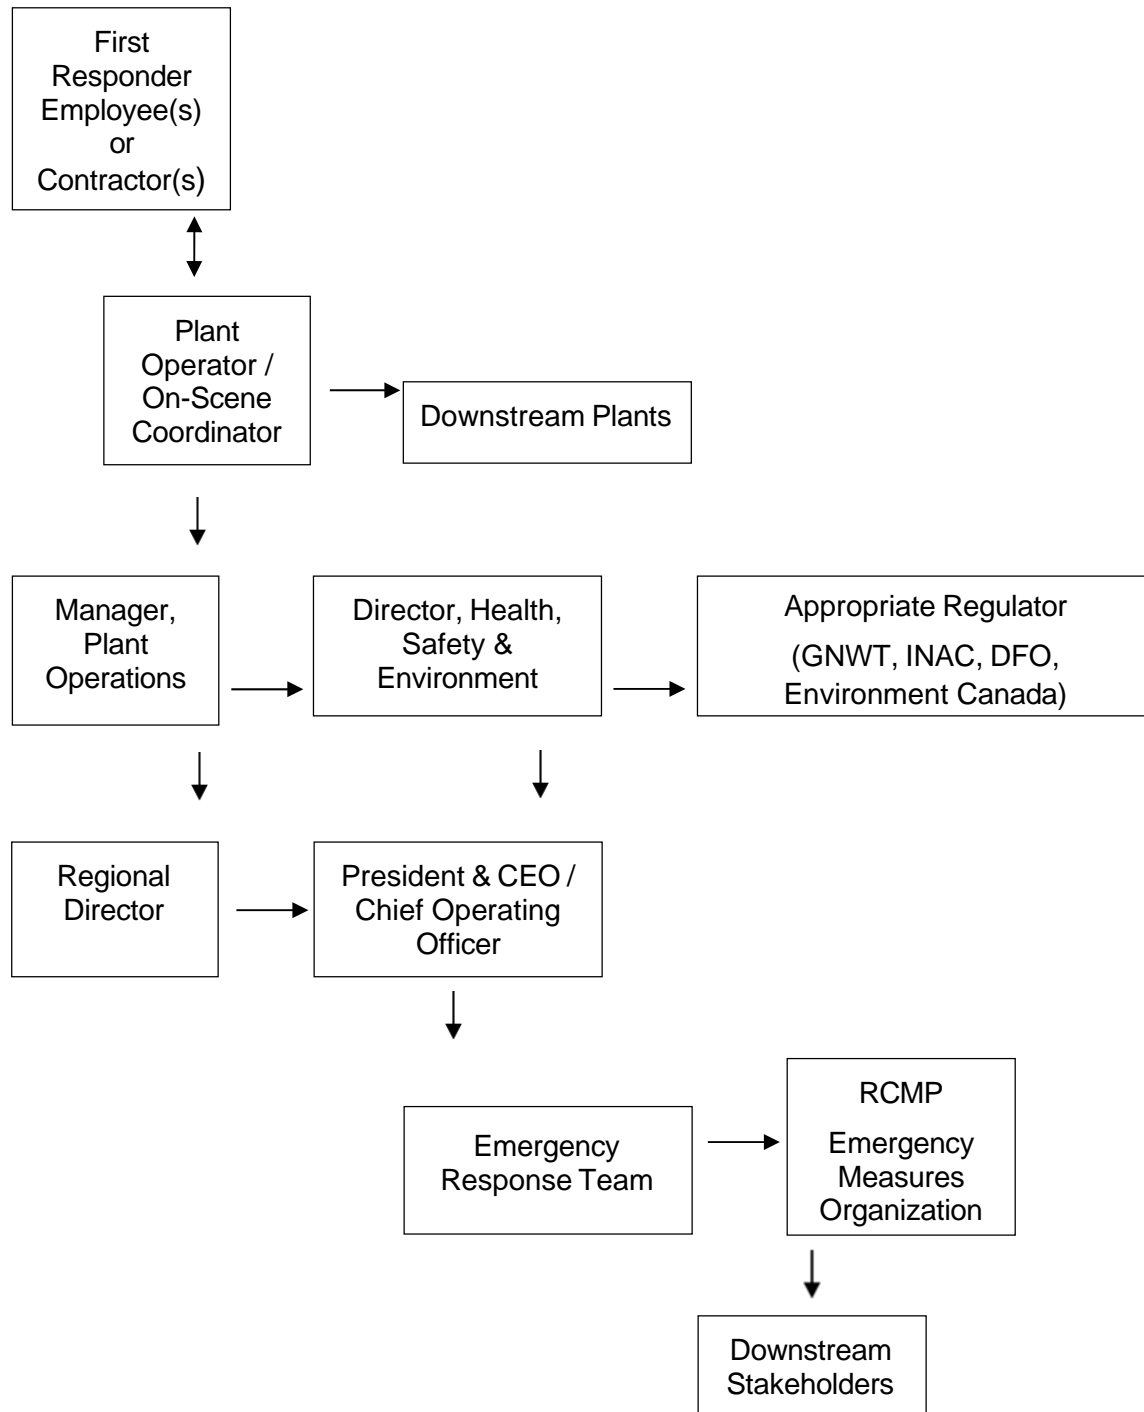 First
Responder
Employee(s)
or
Contractor(s)
Plant
Operator /
On-Scene
Coordinator
Downstream Plants
Manager,
Plant
Operations
Director, Health,
Safety &
Environment
Appropriate Regulator
(GNWT, INAC, DFO,
Environment Canada)
Regional
Director
President & CEO /
Chief Operating
Officer
Emergency
Response Team
RCMP
Emergency
Measures
Organization
Downstream
Stakeholders